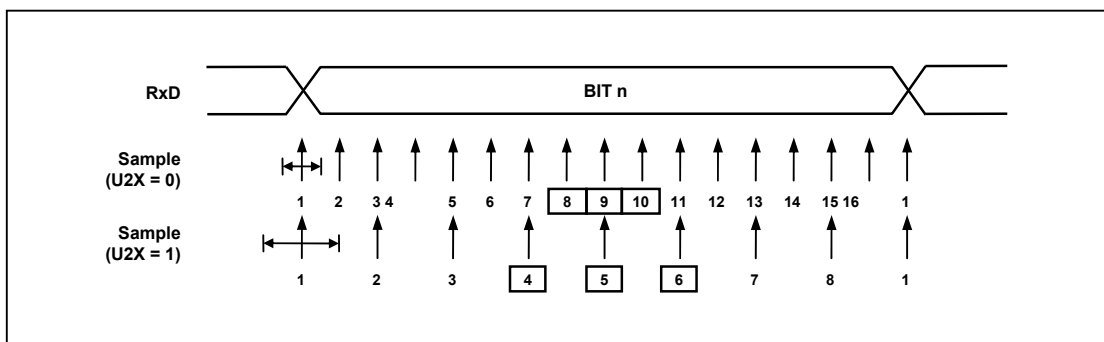 RxD BIT n
Sample
(U2X = 0)
1 2 3 4 5 6 7 8 9 10 11 12 13 14 15 16 1
Sample
(U2X = 1)
1 2 3 4 5 6 7 8 1